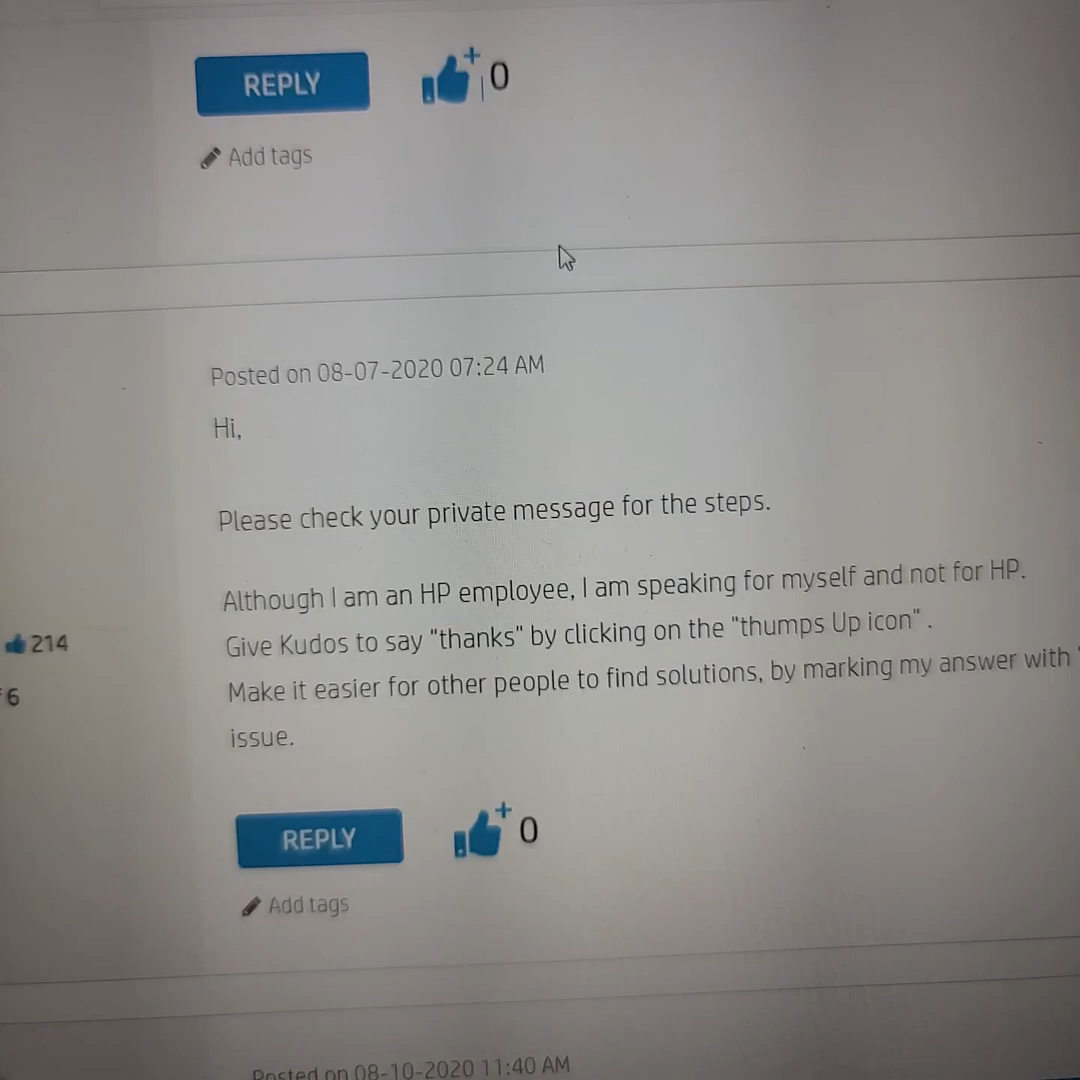 REPLY
0
Add tags
Posted on 08-07-2020 07:24 AM
Hi,
Please check your private message for the steps.
Although I am an HP employee, I am speaking for myself and not for HP.
214
Give Kudos to say "thanks" by clicking on the "thumps Up icon" .
6
Make it easier for other people to find solutions, by marking my answer with
issue.
REPLY
0
Add tags
Posted on 08-10-2020 11:40 AM